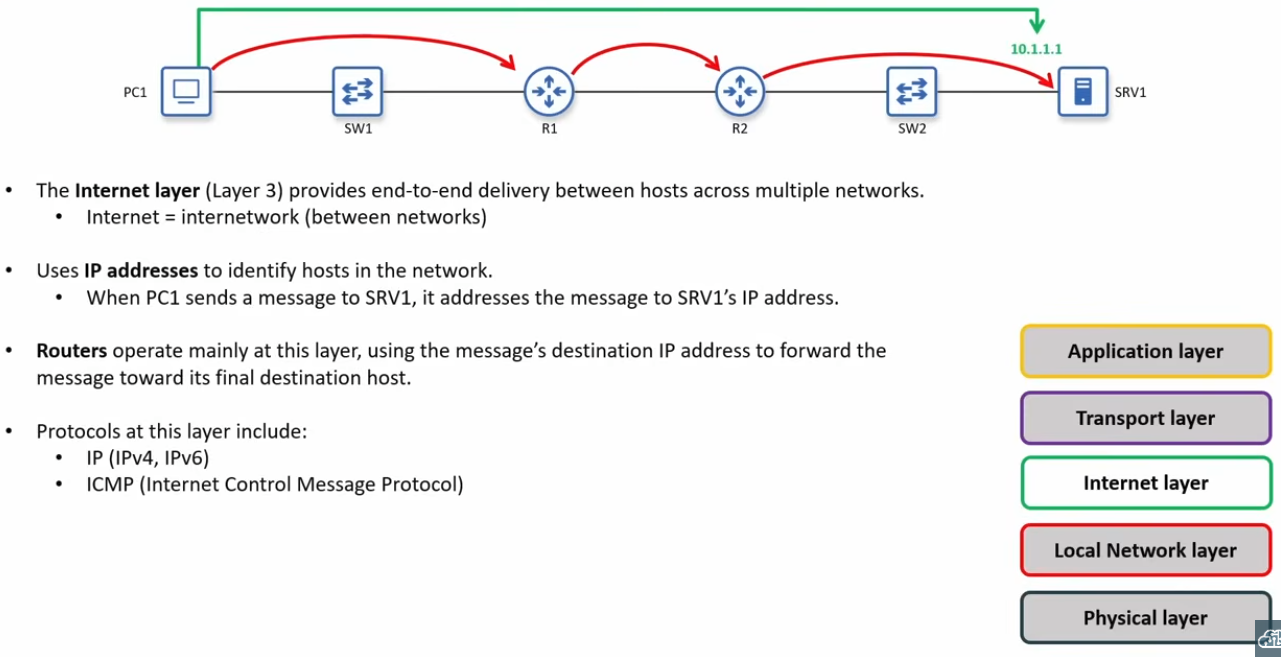 10.1.1.1
PC1
SW1
R1
R2
SW2
SRV1
• The Internet layer (Layer 3) provides end-to-end delivery between hosts across multiple networks.
• Internet = internetwork (between networks)
• Uses IP addresses to identify hosts in the network.
• When PC1 sends a message to SRV1, it addresses the message to SRV1’s IP address.
• Routers operate mainly at this layer, using the message’s destination IP address to forward the
message toward its final destination host.
• Protocols at this layer include:
• IP (IPv4, IPv6)
• ICMP (Internet Control Message Protocol)
Application layer
Transport layer
Internet layer
Local Network layer
Physical layer